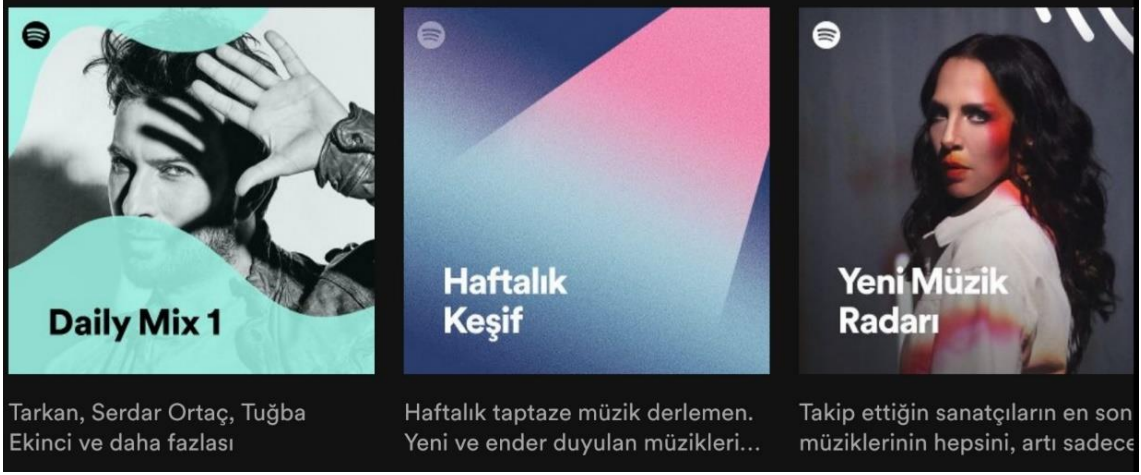 Daily Mix 1
Tarkan, Serdar Ortaç, Tuğba
Ekinci ve daha fazlası
Haftalık
Keşif
Haftalık taptaze müzik derlemen.
Yeni ve ender duyulan müzikleri...
Yeni Müzik
Radarı
Takip ettiğin sanatçıların en son
müziklerinin hepsini, artı sadece